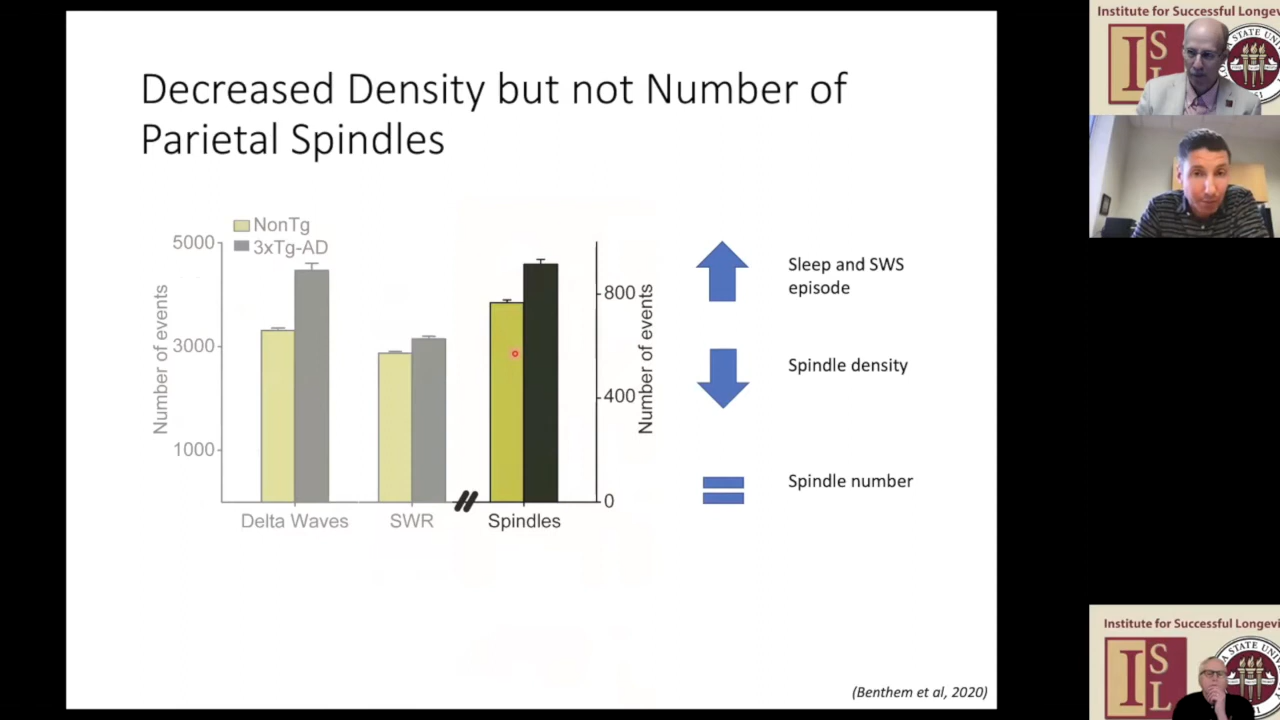 Decreased Density but not Number of
Parietal Spindles
NonTg
3xTg-AD
5000
3000
1000
Number of events
800
400
0
Number of events
Delta Waves
SWR
Spindles
Sleep and SWS
episode
Spindle density
Spindle number
(Benthem et al, 2020)
Institute for Successful
I S L
STATE
Institute for Successful
I S L
STATE